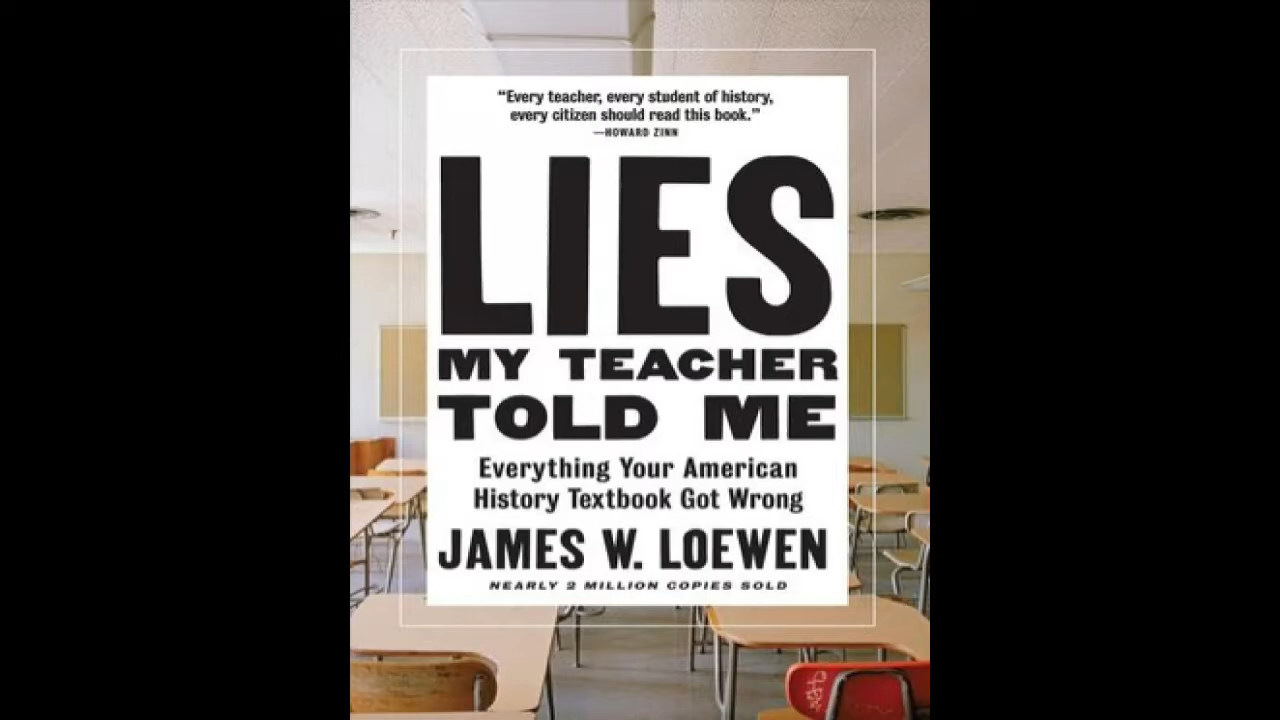 “Every teacher, every student of history,
every citizen should read this book.”
—HOWARD ZINN
LIES
MY TEACHER
TOLD ME
Everything Your American
History Textbook Got Wrong
JAMES W. LOEWEN
NEARLY 2 MILLION COPIES SOLD